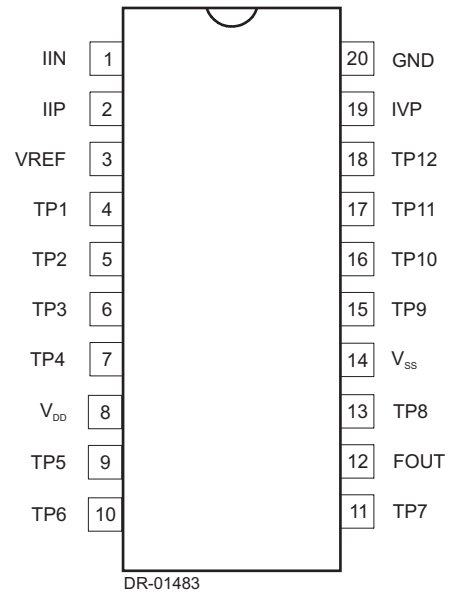 IIN 1 20 GND
IIP 2 19 IVP
VREF 3 18 TP12
TP1 4 17 TP11
TP2 5 16 TP10
TP3 6 15 TP9
TP4 7 14 VSS
VDD 8 13 TP8
TP5 9 12 FOUT
TP6 10 11 TP7
DR-01483